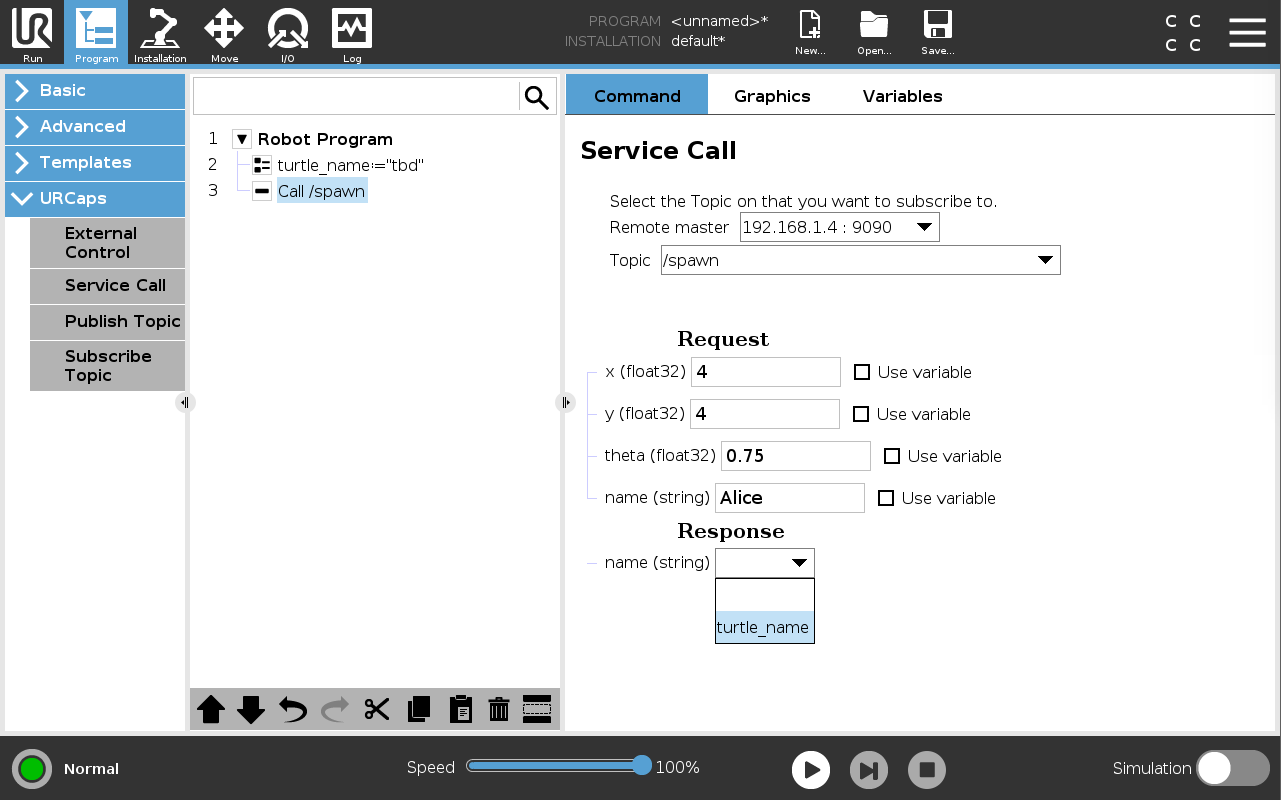 PROGRAM <unnamed>*
INSTALLATION default*
C C
C C
Run Program Installation Move I/O Log New... Open... Save...
Basic
Advanced
Templates
URCaps
External
Control
Service Call
Publish Topic
Subscribe
Topic
1 Robot Program
2 turtle_name:="tbd"
3 Call /spawn
Command Graphics Variables
Service Call
Select the Topic on that you want to subscribe to.
Remote master 192.168.1.4 : 9090
Topic /spawn
Request
x (float32) 4 Use variable
y (float32) 4 Use variable
theta (float32) 0.75 Use variable
name (string) Alice Use variable
Response
name (string)
turtle_name
Normal Speed 100% Simulation